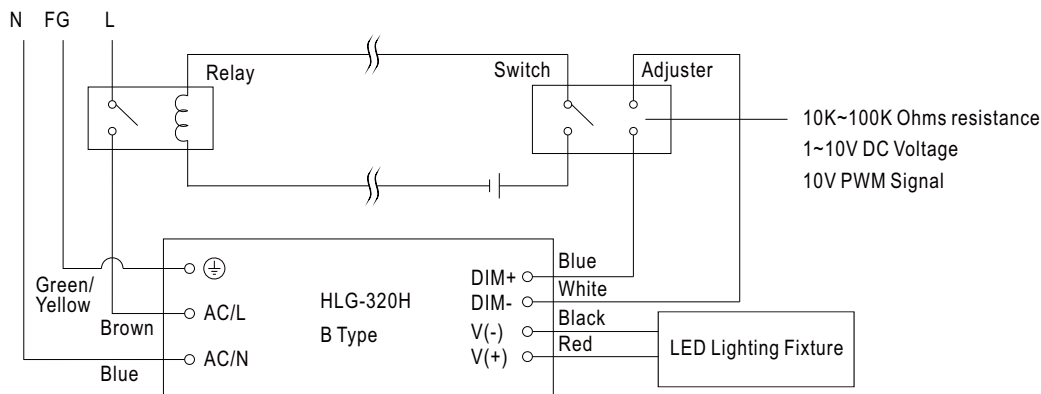 N FG L
Relay
Switch
Adjuster
10K~100K Ohms resistance
1~10V DC Voltage
10V PWM Signal
Green/
Yellow
Brown
Blue
AC/L
AC/N
HLG-320H
B Type
DIM+
DIM-
V(-)
V(+)
Blue
White
Black
Red
LED Lighting Fixture